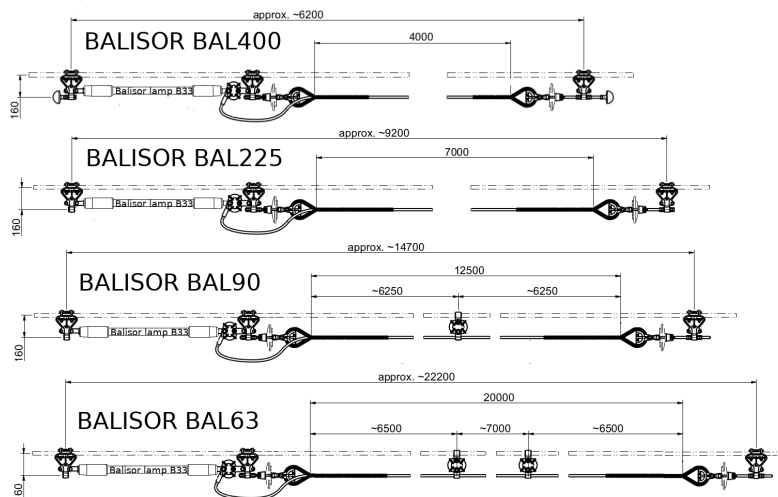 approx. ~6200
BALISOR BAL400
4000
160
Balisor lamp B33
approx. ~9200
BALISOR BAL225
7000
160
Balisor lamp B33
approx. ~14700
BALISOR BAL90
12500
~6250
~6250
160
Balisor lamp B33
approx. ~22200
BALISOR BAL63
20000
~6500
~7000
~6500
60
Balisor lamp B33